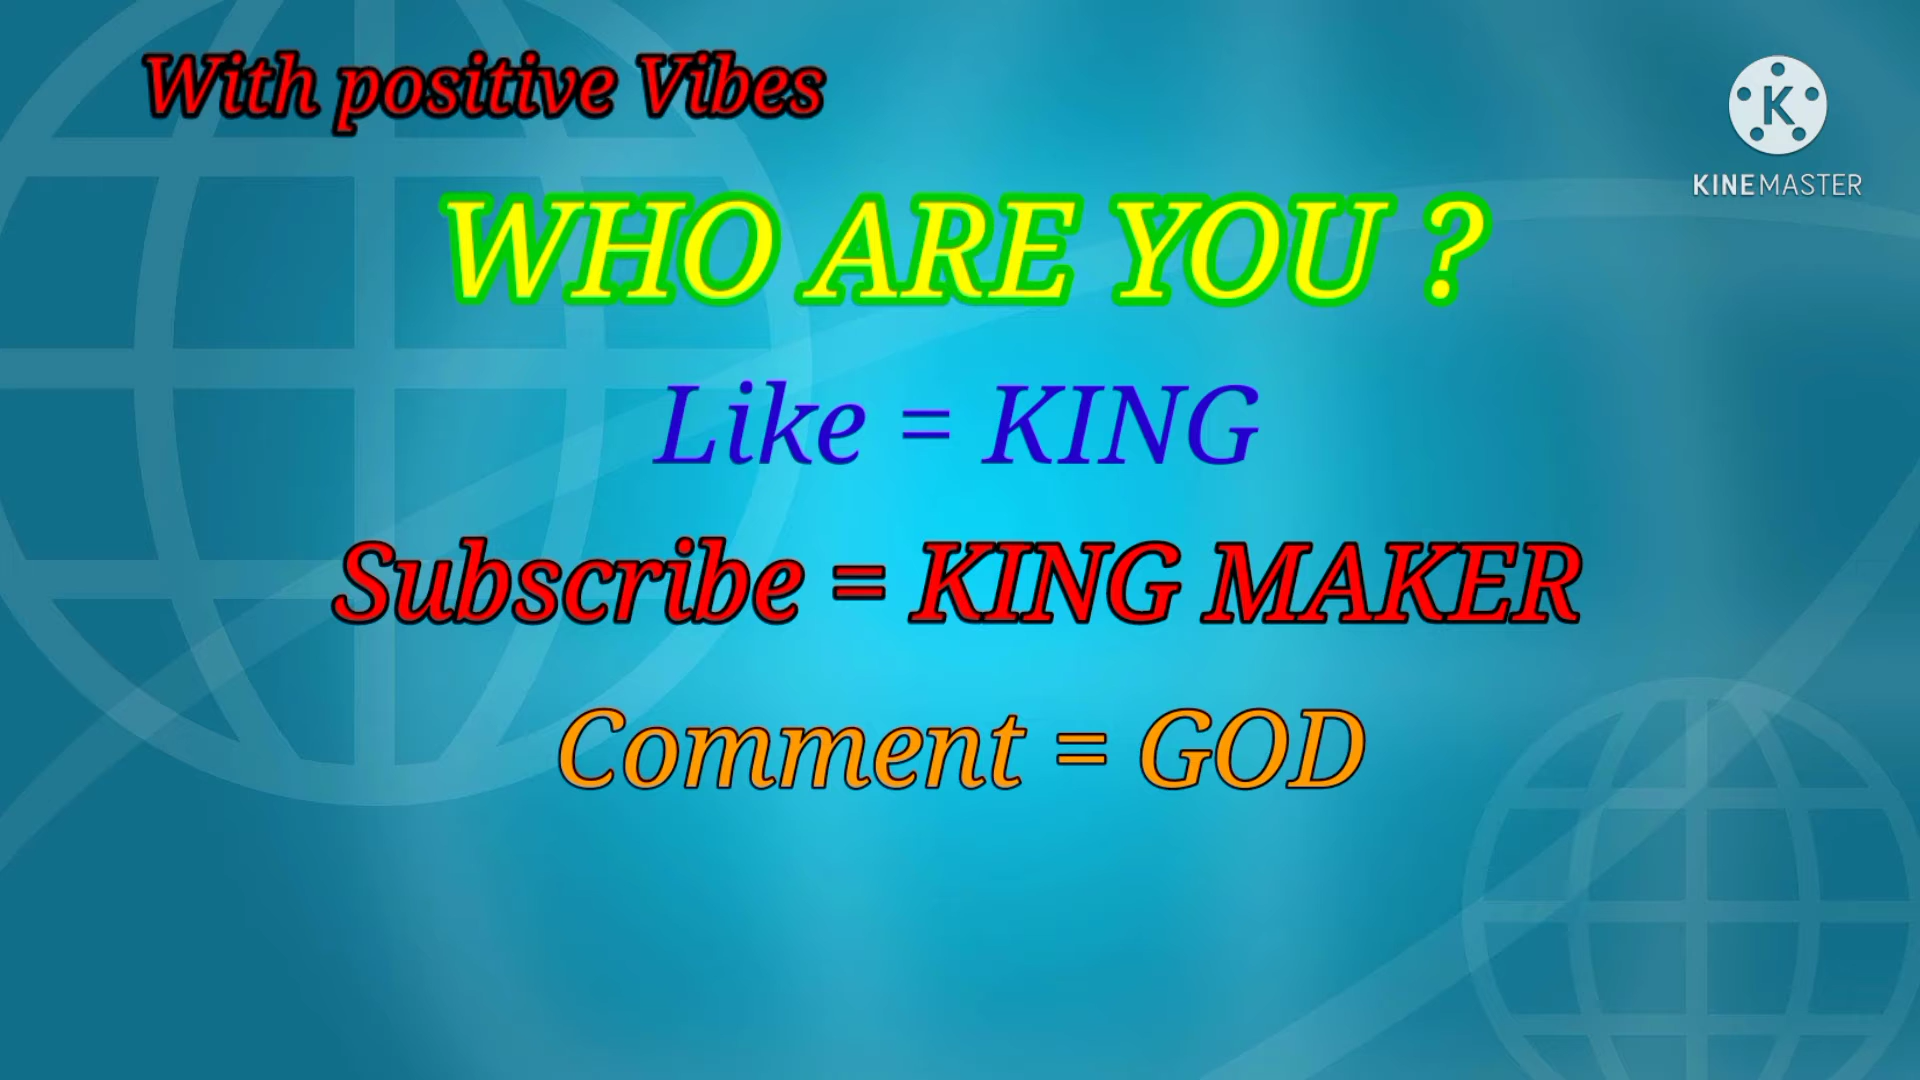 With positive Vibes
KINEMASTER
WHO ARE YOU ?
Like = KING
Subscribe = KING MAKER
Comment = GOD